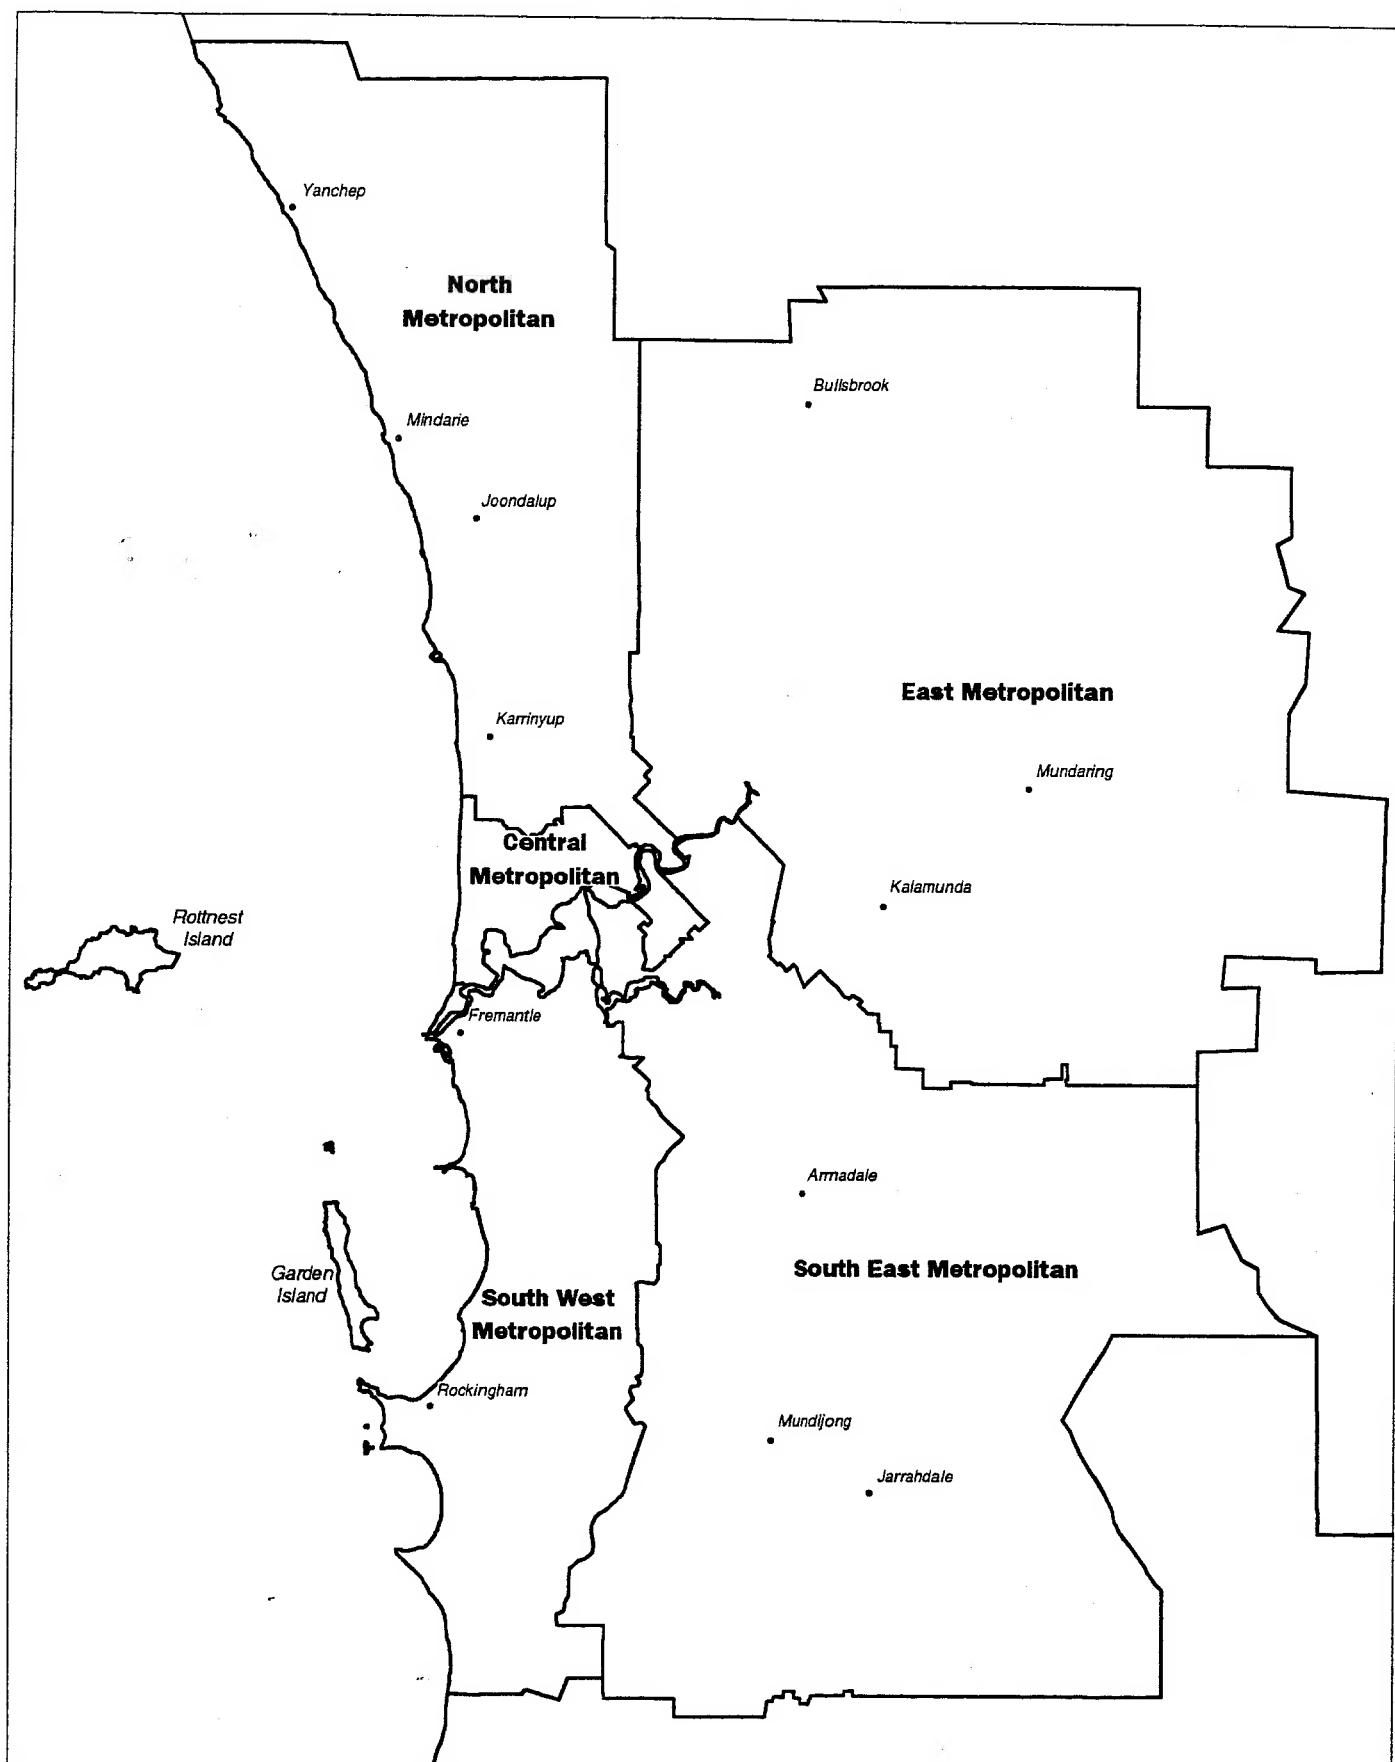 Yanchep
North
Metropolitan
Bullsbrook
Mindarie
Joondalup
East Metropolitan
Karrinyup
Mundaring
Central
Metropolitan
Kalamunda
Rottnest
Island
Fremantle
Armadale
South East Metropolitan
Garden
Island
South West
Metropolitan
Rockingham
Mundijong
Jarrahdale